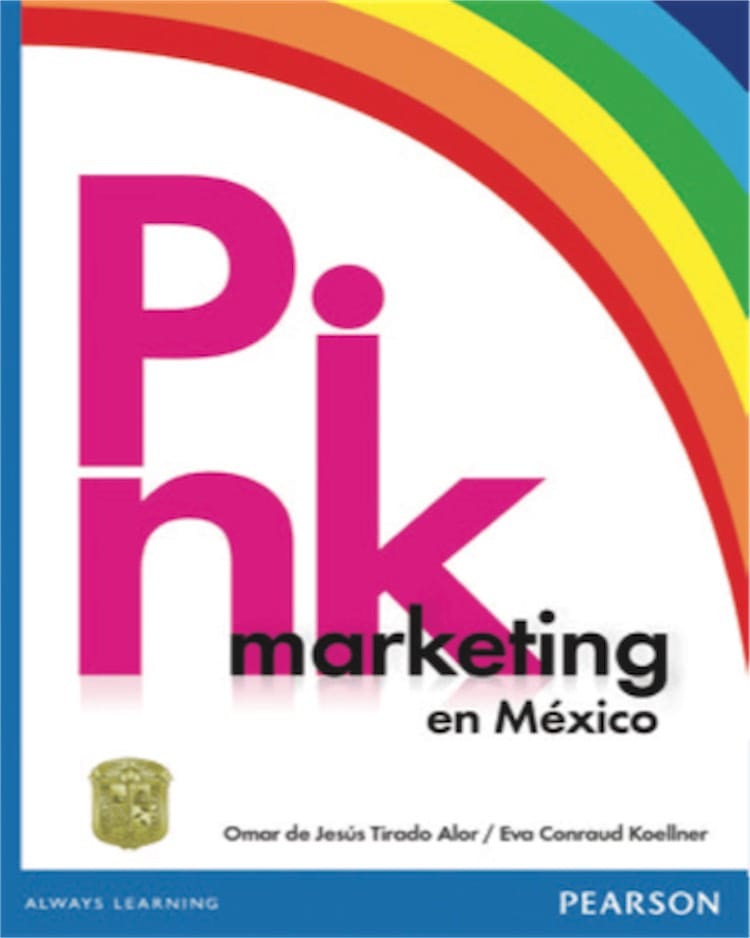 Pink
marketing
en México
Omar de Jesús Tirado Alor / Eva Conraud Koellner
ALWAYS LEARNING
PEARSON